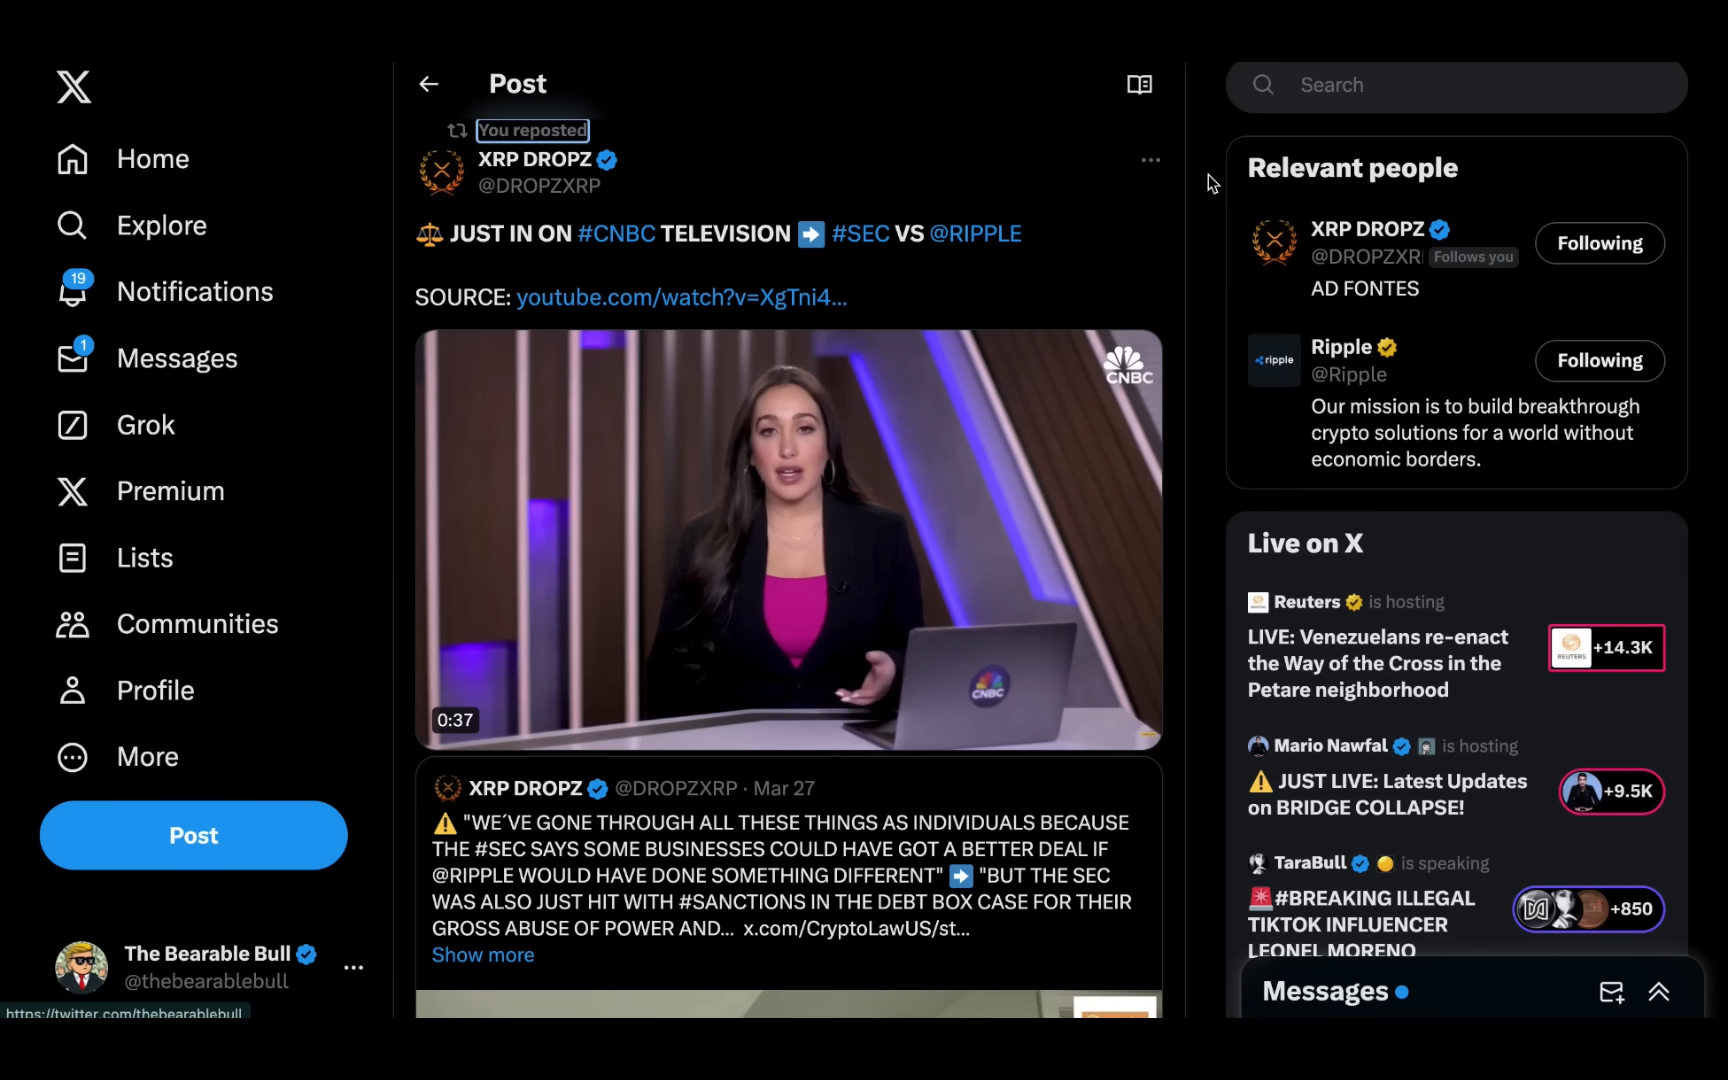 Home
Explore
19
Notifications
1
Messages
Grok
Premium
Lists
Communities
Profile
More
Post
The Bearable Bull
@thebearablebull
https://twitter.com/thebearablebull
Post
You reposted
XRP DROPZ
@DROPZXRP
JUST IN ON #CNBC TELEVISION ➡️ #SEC VS @RIPPLE
SOURCE: youtube.com/watch?v=XgTni4...
CNBC
CNBC
0:37
XRP DROPZ @DROPZXRP · Mar 27
⚠️ "WE´VE GONE THROUGH ALL THESE THINGS AS INDIVIDUALS BECAUSE
THE #SEC SAYS SOME BUSINESSES COULD HAVE GOT A BETTER DEAL IF
@RIPPLE WOULD HAVE DONE SOMETHING DIFFERENT" ➡️ "BUT THE SEC
WAS ALSO JUST HIT WITH #SANCTIONS IN THE DEBT BOX CASE FOR THEIR
GROSS ABUSE OF POWER AND... x.com/CryptoLawUS/st...
Show more
Search
Relevant people
XRP DROPZ
@DROPZXR Follows you
Following
AD FONTES
ripple
Ripple
@Ripple
Following
Our mission is to build breakthrough
crypto solutions for a world without
economic borders.
Live on X
Reuters is hosting
LIVE: Venezuelans re-enact
the Way of the Cross in the
Petare neighborhood
REUTERS
+14.3K
Mario Nawfal is hosting
⚠️ JUST LIVE: Latest Updates
on BRIDGE COLLAPSE!
+9.5K
TaraBull is speaking
🚨#BREAKING ILLEGAL
TIKTOK INFLUENCER
LEONEL MORENO
+850
Messages